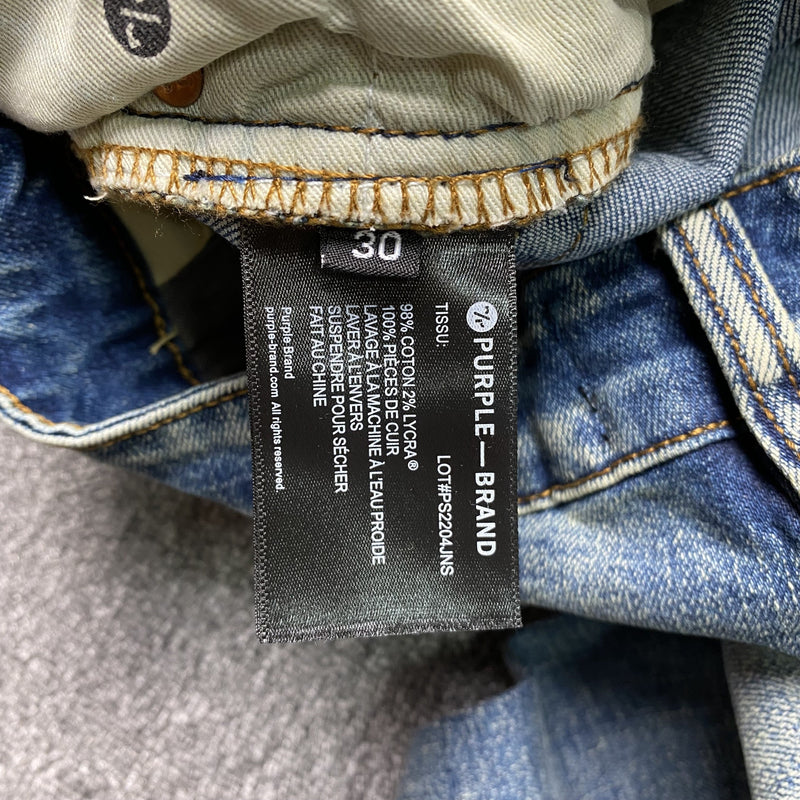 30
PURPLE—BRAND
TISSU: LOT#PS2204JNS
98% COTON 2% LYCRA®
100% PIÈCES DE CUIR
LAVAGE À LA MACHINE À L'EAU PROIDE
LAVER À L'ENVERS
SUSPENDRE POUR SÉCHER
FAIT AU CHINE
Purple Brand
purple-brand.com All rights reserved.